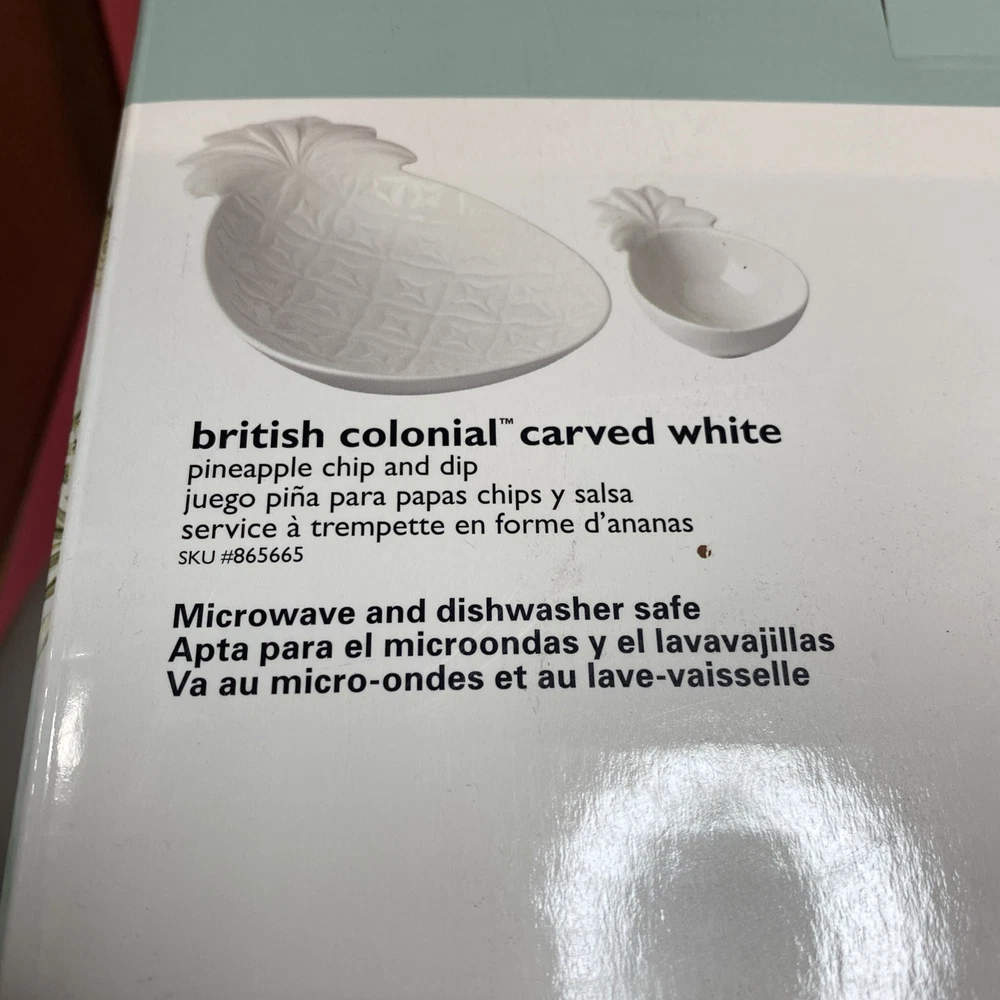 british colonial™ carved white
pineapple chip and dip
juego piña para papas chips y salsa
service à trempette en forme d'ananas
SKU #865665
Microwave and dishwasher safe
Apta para el microondas y el lavavajillas
Va au micro-ondes et au lave-vaisselle